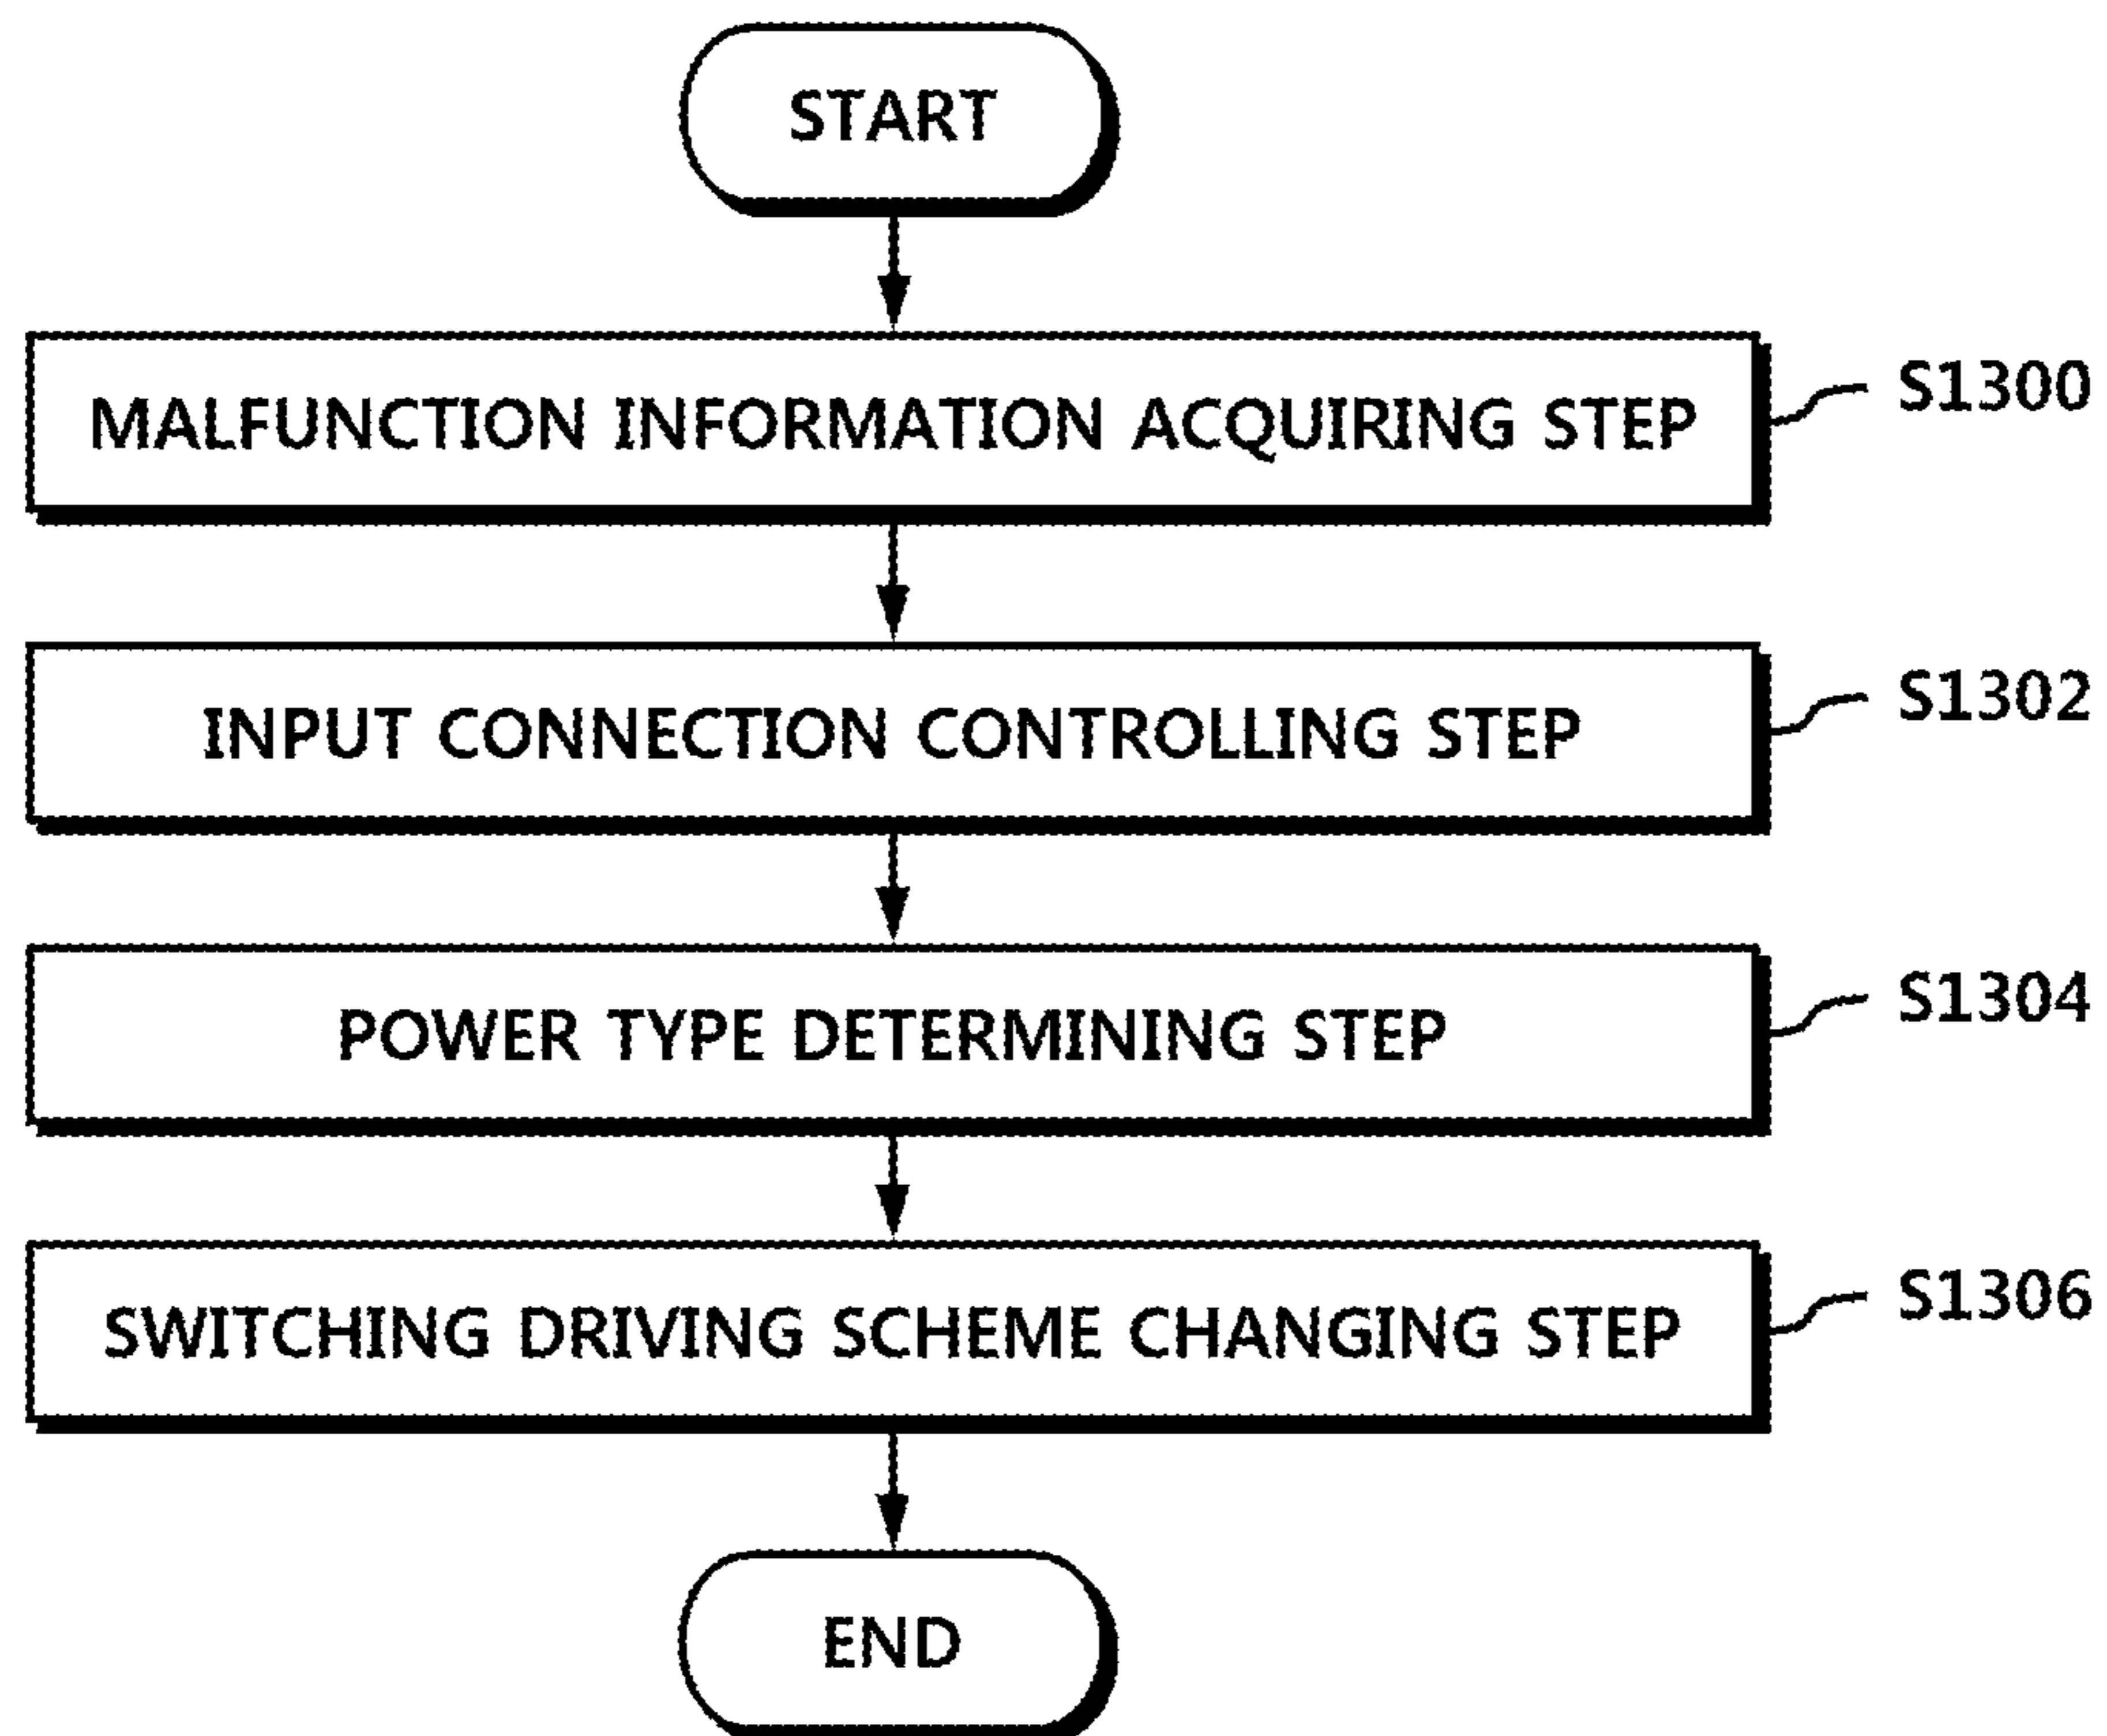 START
MALFUNCTION INFORMATION ACQUIRING STEP
S1300
INPUT CONNECTION CONTROLLING STEP
S1302
POWER TYPE DETERMINING STEP
S1304
SWITCHING DRIVING SCHEME CHANGING STEP
S1306
END